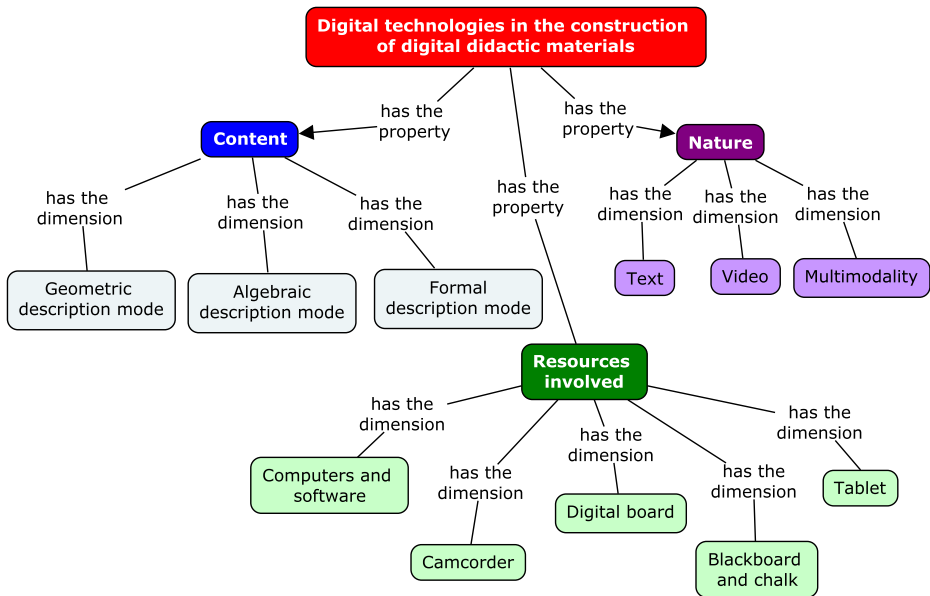 Digital technologies in the construction
of digital didactic materials
has the
property
has the
property
has the
property
Content
Nature
has the
dimension
has the
dimension
has the
dimension
has the
dimension
has the
dimension
has the
dimension
Geometric
description mode
Algebraic
description mode
Formal
description mode
Text
Video
Multimodality
Resources
involved
has the
dimension
has the
dimension
has the
dimension
has the
dimension
has the
dimension
Computers and
software
Camcorder
Digital board
Blackboard
and chalk
Tablet